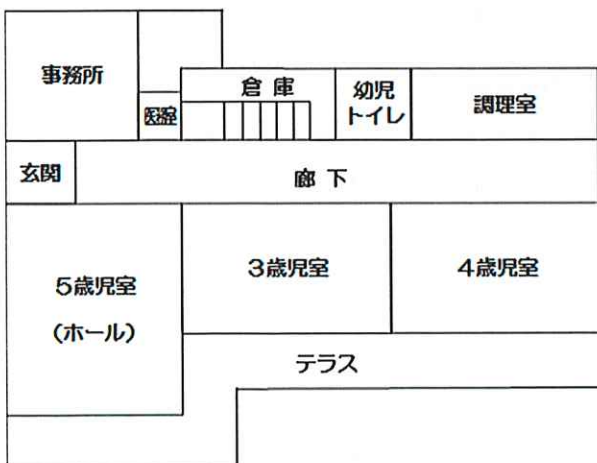 事務所
倉庫
幼児
トイレ
調理室
医務室
玄関
廊下
5歳児室
(ホール)
3歳児室
4歳児室
テラス